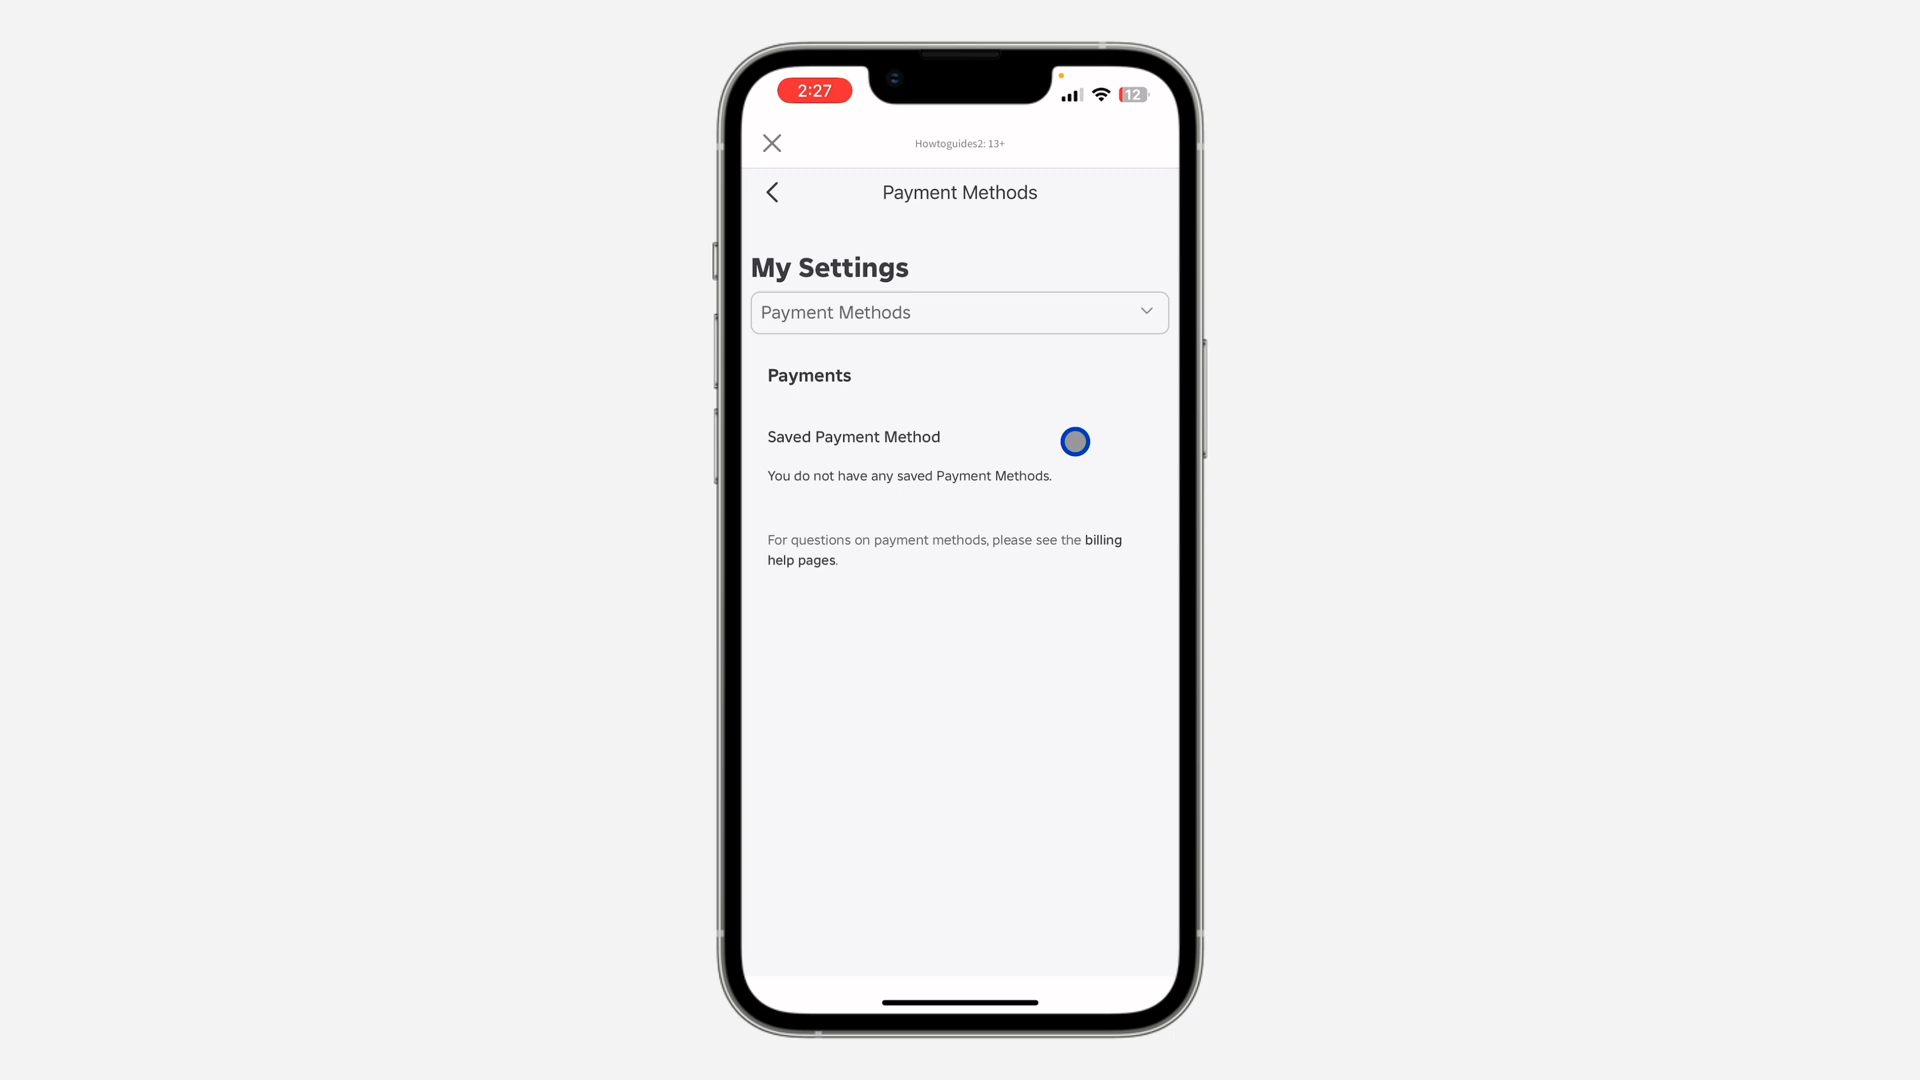 2:27
12
Howtoguides2: 13+
Payment Methods
My Settings
Payment Methods
Payments
Saved Payment Method
You do not have any saved Payment Methods.
For questions on payment methods, please see the billing
help pages.